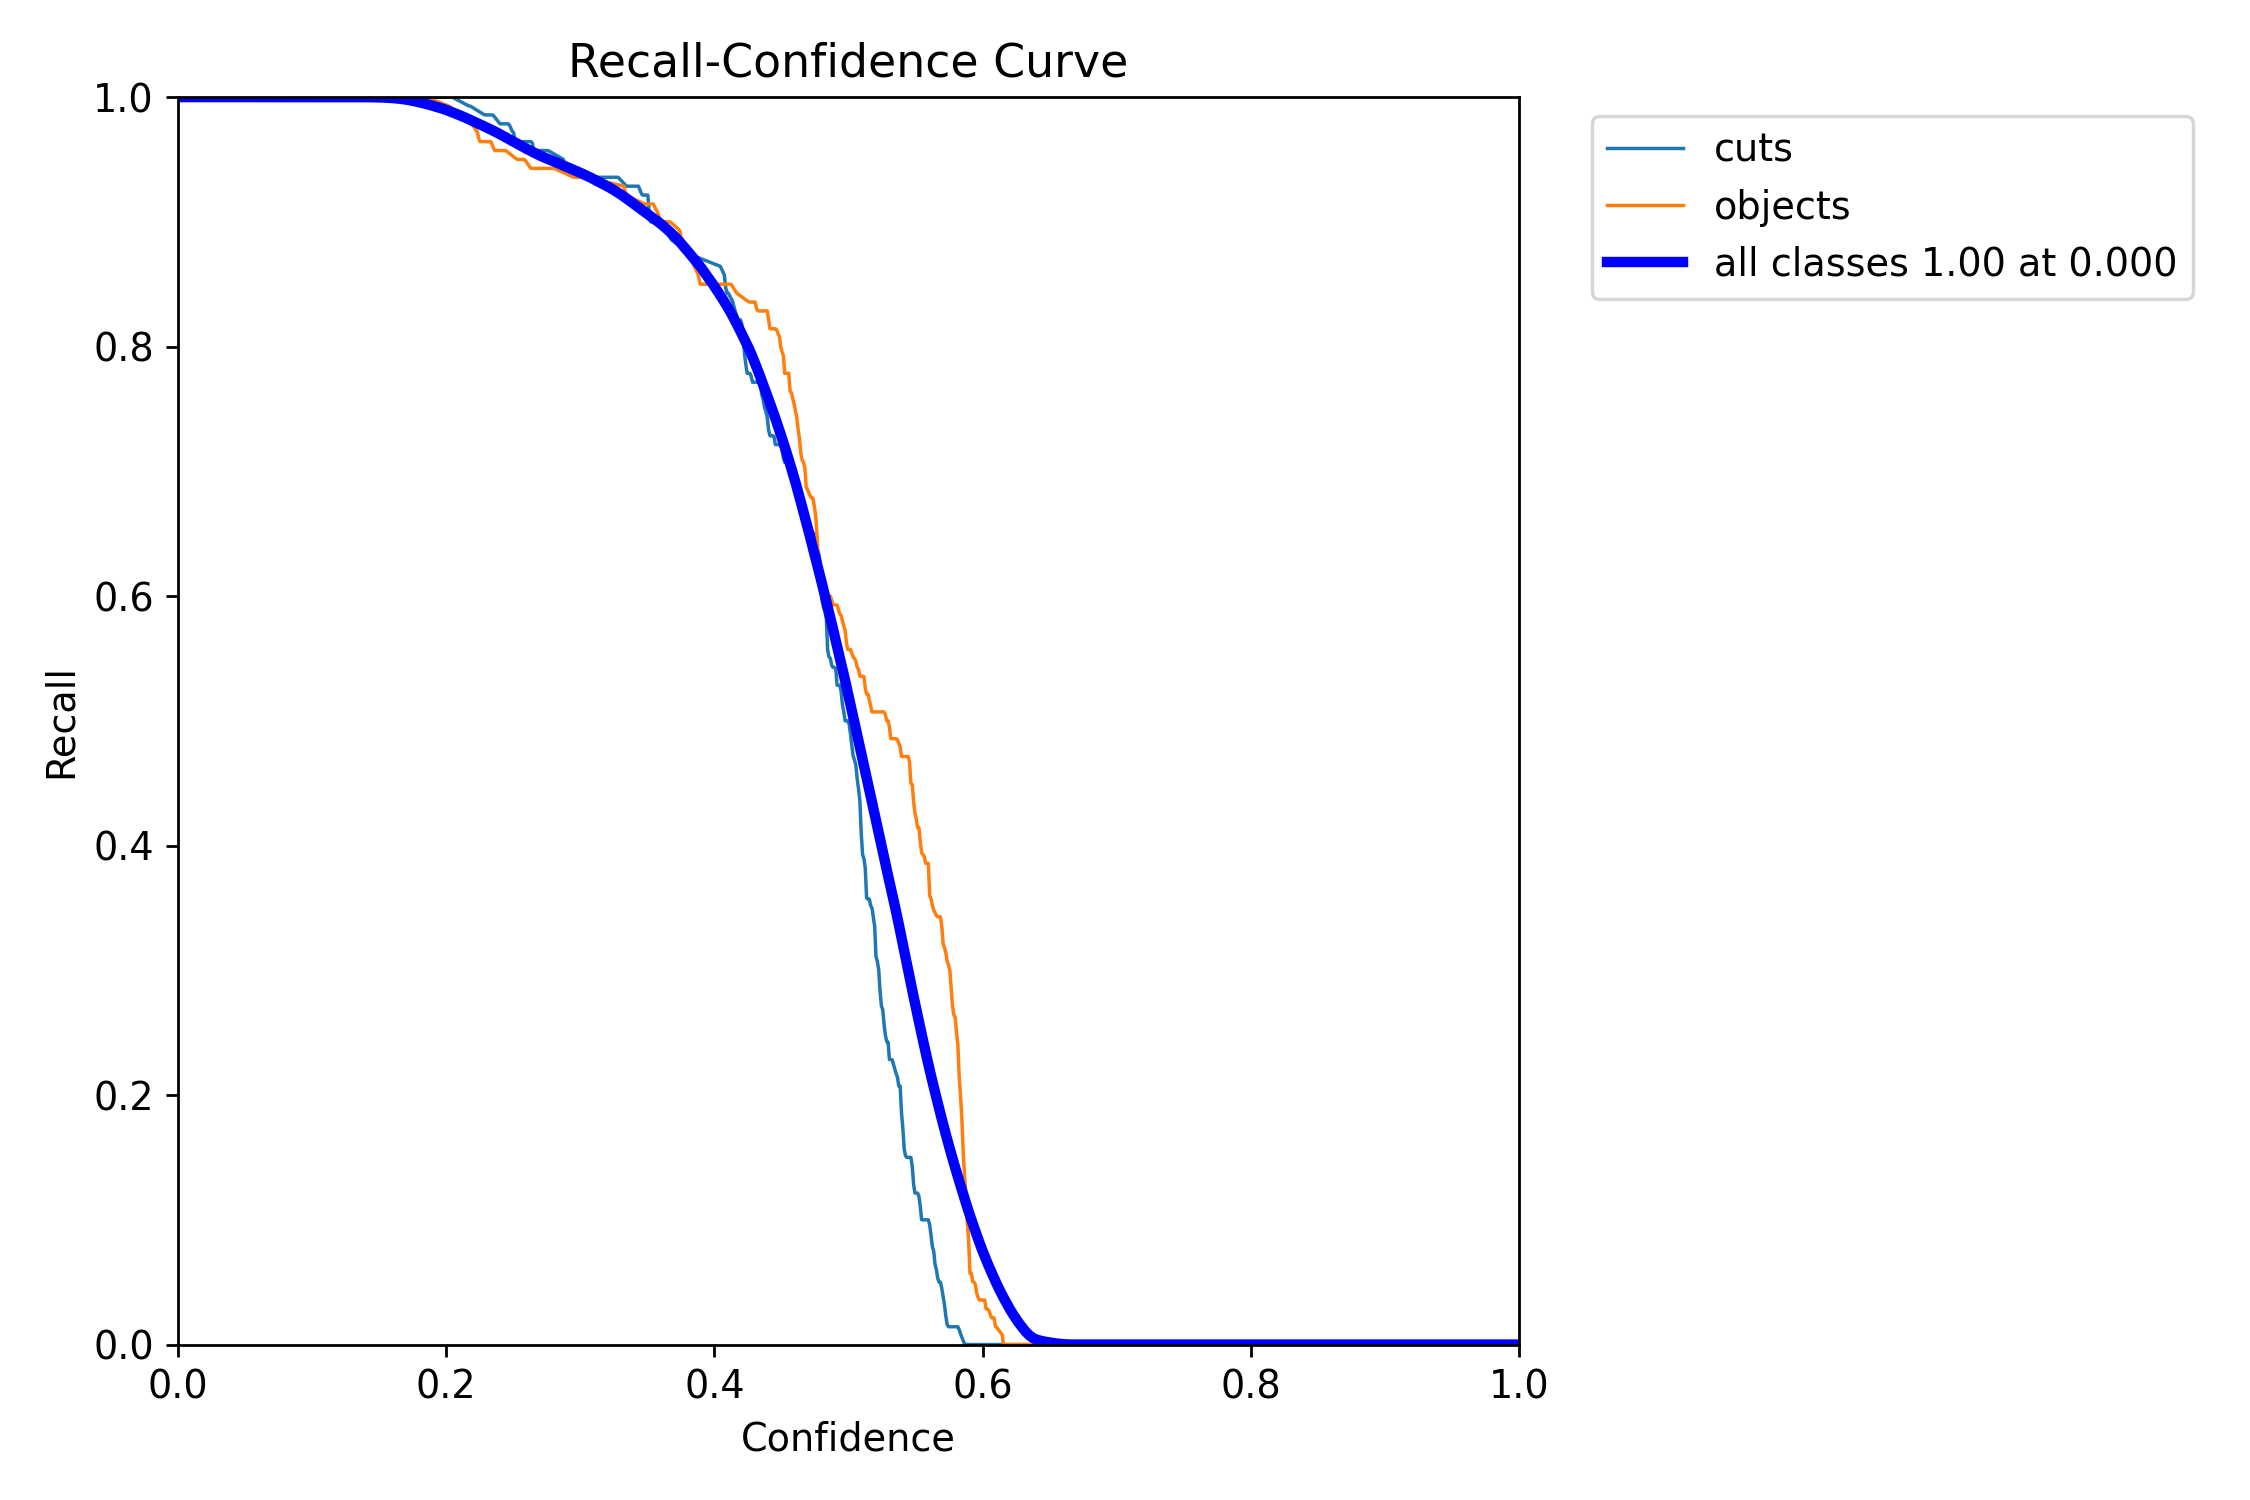 Recall-Confidence Curve
1.0
0.8
0.6
0.4
0.2
0.0
Recall
0.0 0.2 0.4 0.6 0.8 1.0
Confidence
cuts
objects
all classes 1.00 at 0.000